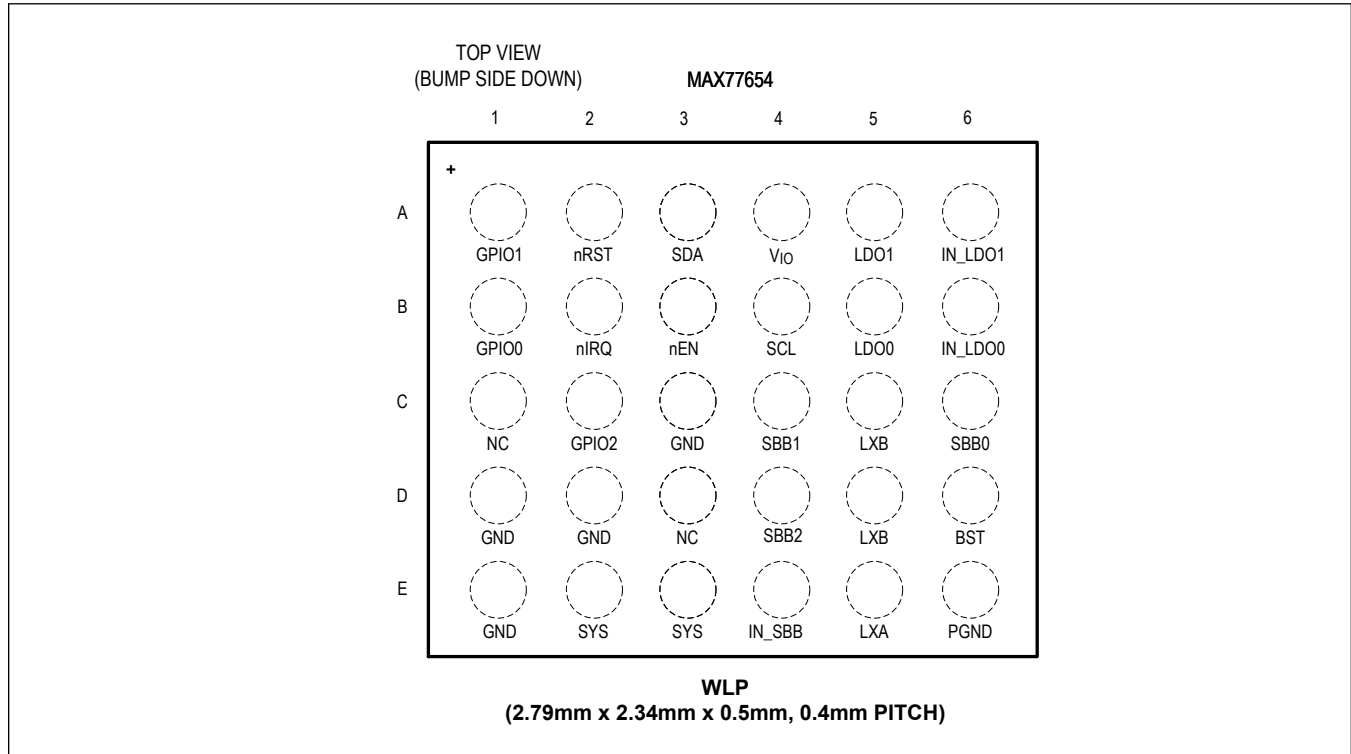 TOP VIEW
(BUMP SIDE DOWN)
MAX77654
1 2 3 4 5 6
+
A
GPIO1 nRST SDA VIO LDO1 IN_LDO1
B
GPIO0 nIRQ nEN SCL LDO0 IN_LDO0
C
NC GPIO2 GND SBB1 LXB SBB0
D
GND GND NC SBB2 LXB BST
E
GND SYS SYS IN_SBB LXA PGND
WLP
(2.79mm x 2.34mm x 0.5mm, 0.4mm PITCH)